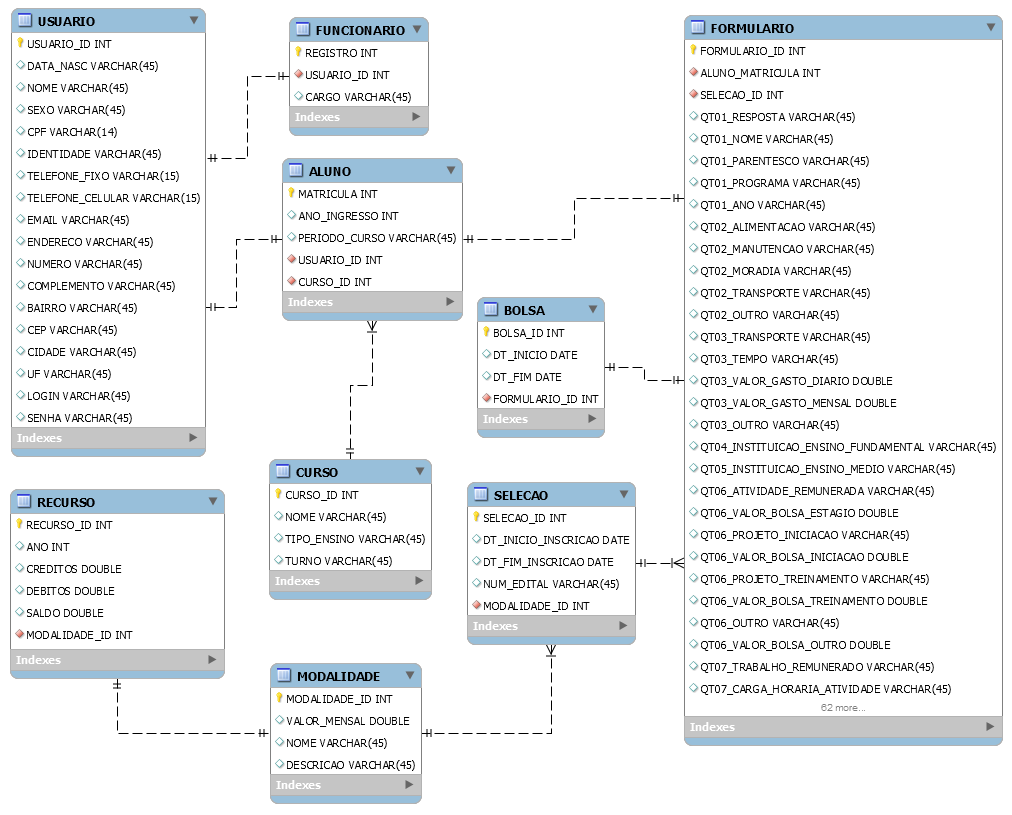 USUARIO
USUARIO_ID INT
DATA_NASC VARCHAR(45)
NOME VARCHAR(45)
SEXO VARCHAR(45)
CPF VARCHAR(14)
IDENTIDADE VARCHAR(45)
TELEFONE_FIXO VARCHAR(15)
TELEFONE_CELULAR VARCHAR(15)
EMAIL VARCHAR(45)
ENDERECO VARCHAR(45)
NUMERO VARCHAR(45)
COMPLEMENTO VARCHAR(45)
BAIRRO VARCHAR(45)
CEP VARCHAR(45)
CIDADE VARCHAR(45)
UF VARCHAR(45)
LOGIN VARCHAR(45)
SENHA VARCHAR(45)
Indexes
FUNCIONARIO
REGISTRO INT
USUARIO_ID INT
CARGO VARCHAR(45)
Indexes
ALUNO
MATRICULA INT
ANO_INGRESSO INT
PERIODO_CURSO VARCHAR(45)
USUARIO_ID INT
CURSO_ID INT
Indexes
BOLSA
BOLSA_ID INT
DT_INICIO DATE
DT_FIM DATE
FORMULARIO_ID INT
Indexes
FORMULARIO
FORMULARIO_ID INT
ALUNO_MATRICULA INT
SELECAO_ID INT
QT01_RESPOSTA VARCHAR(45)
QT01_NOME VARCHAR(45)
QT01_PARENTESCO VARCHAR(45)
QT01_PROGRAMA VARCHAR(45)
QT01_ANO VARCHAR(45)
QT02_ALIMENTACAO VARCHAR(45)
QT02_MANUTENCAO VARCHAR(45)
QT02_MORADIA VARCHAR(45)
QT02_TRANSPORTE VARCHAR(45)
QT02_OUTRO VARCHAR(45)
QT03_TRANSPORTE VARCHAR(45)
QT03_TEMPO VARCHAR(45)
QT03_VALOR_GASTO_DIARIO DOUBLE
QT03_VALOR_GASTO_MENSAL DOUBLE
QT03_OUTRO VARCHAR(45)
QT04_INSTITUICAO_ENSINO_FUNDAMENTAL VARCHAR(45)
QT05_INSTITUICAO_ENSINO_MEDIO VARCHAR(45)
QT06_ATIVIDADE_REMUNERADA VARCHAR(45)
QT06_VALOR_BOLSA_ESTAGIO DOUBLE
QT06_PROJETO_INICIACAO VARCHAR(45)
QT06_VALOR_BOLSA_INICIACAO DOUBLE
QT06_PROJETO_TREINAMENTO VARCHAR(45)
QT06_VALOR_BOLSA_TREINAMENTO DOUBLE
QT06_OUTRO VARCHAR(45)
QT06_VALOR_BOLSA_OUTRO DOUBLE
QT07_TRABALHO_REMUNERADO VARCHAR(45)
QT07_CARGA_HORARIA_ATIVIDADE VARCHAR(45)
62 more...
Indexes
CURSO
CURSO_ID INT
NOME VARCHAR(45)
TIPO_ENSINO VARCHAR(45)
TURNO VARCHAR(45)
Indexes
SELECAO
SELECAO_ID INT
DT_INICIO_INSCRICAO DATE
DT_FIM_INSCRICAO DATE
NUM_EDITAL VARCHAR(45)
MODALIDADE_ID INT
Indexes
RECURSO
RECURSO_ID INT
ANO INT
CREDITOS DOUBLE
DEBITOS DOUBLE
SALDO DOUBLE
MODALIDADE_ID INT
Indexes
MODALIDADE
MODALIDADE_ID INT
VALOR_MENSAL DOUBLE
NOME VARCHAR(45)
DESCRICAO VARCHAR(45)
Indexes